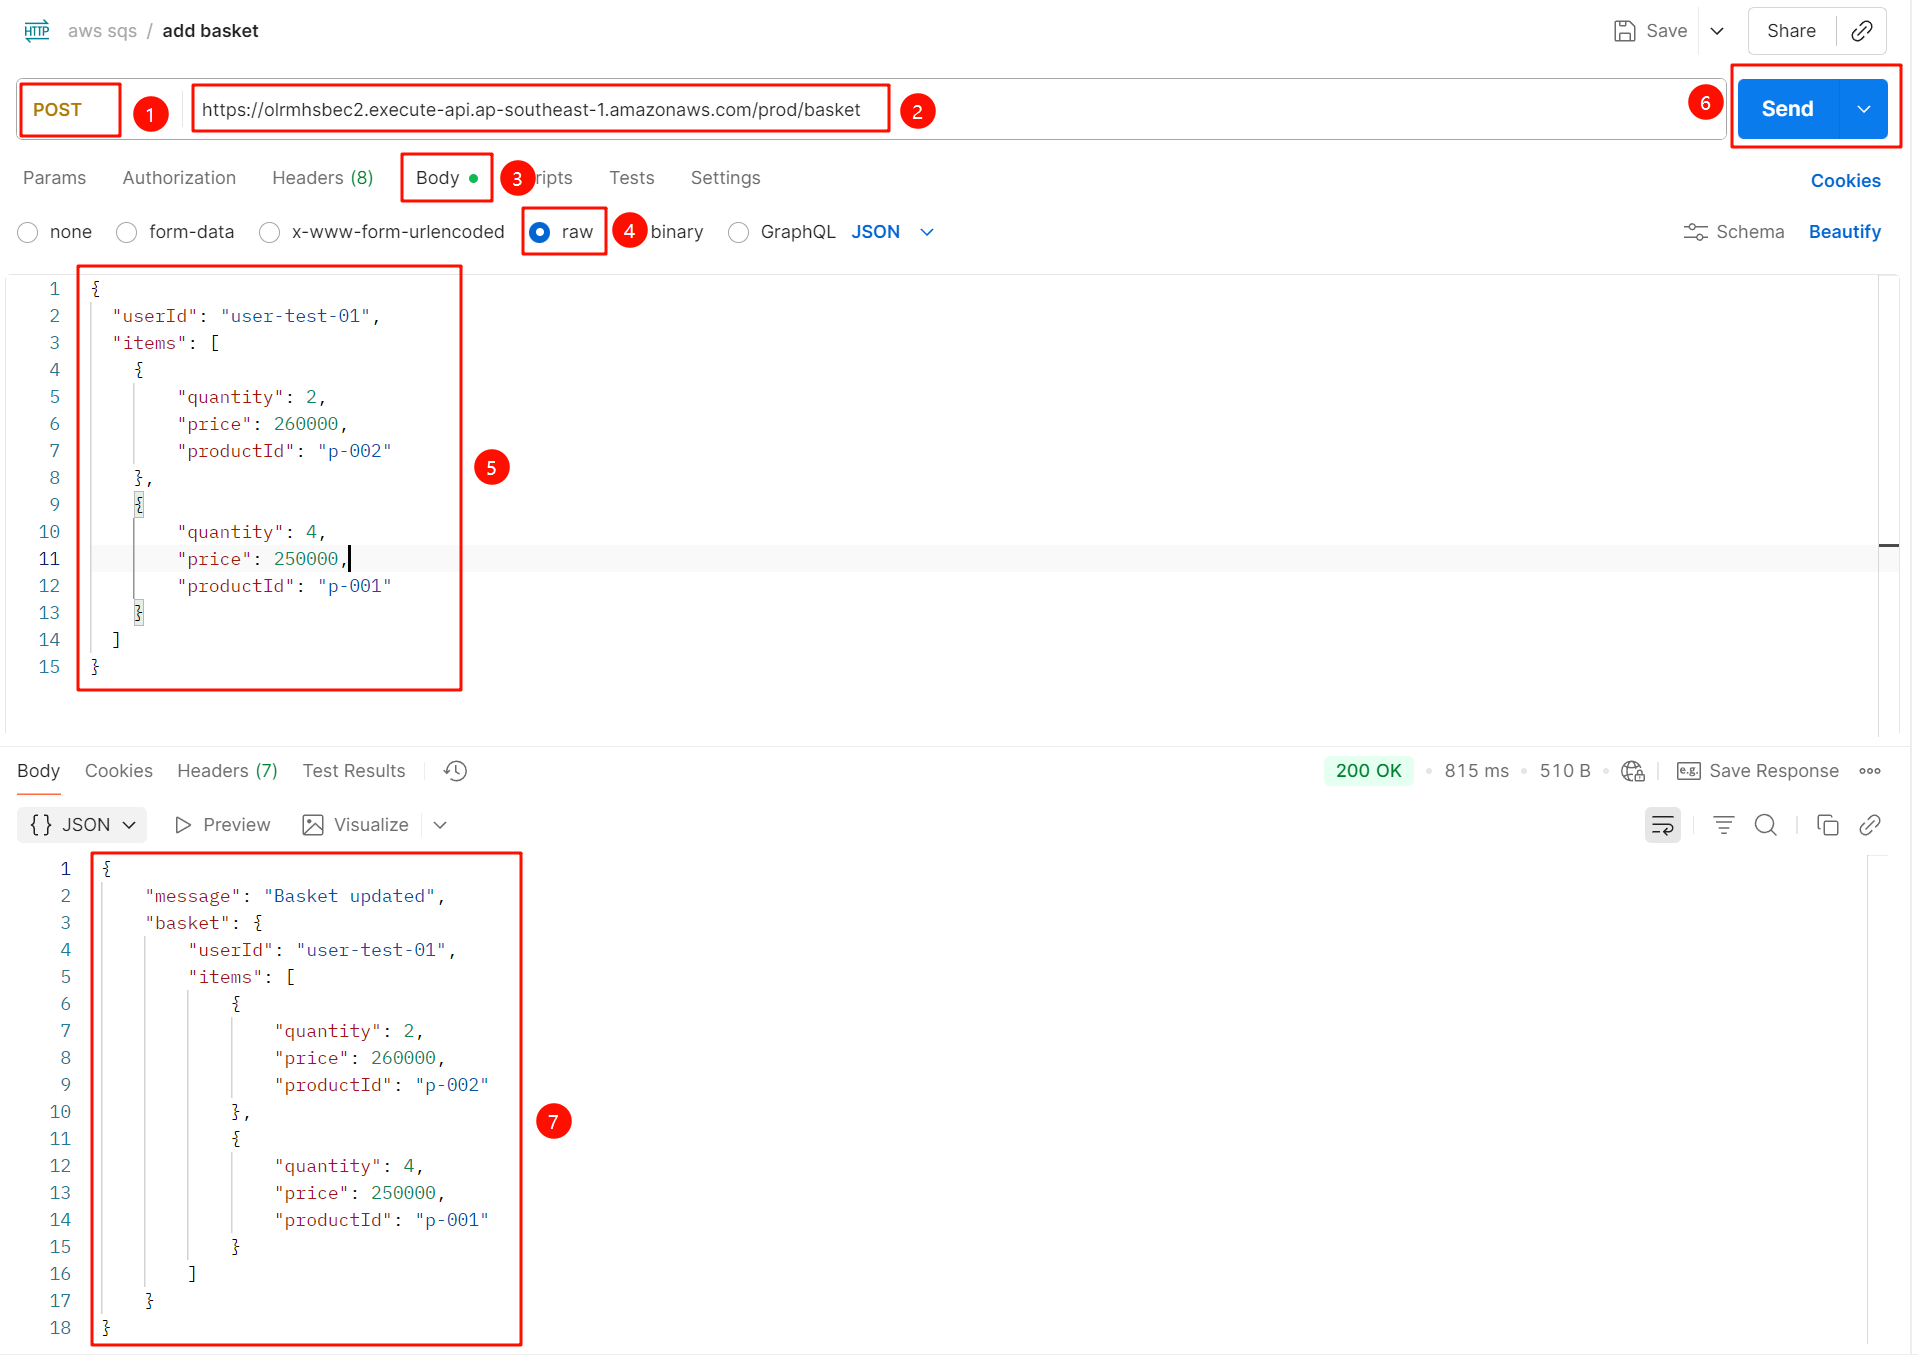 HTTP aws sqs / add basket Save Share
POST 1 https://olrmhsbec2.execute-api.ap-southeast-1.amazonaws.com/prod/basket 2 6 Send
Params Authorization Headers (8) Body 3 ripts Tests Settings Cookies
none form-data x-www-form-urlencoded raw 4 binary GraphQL JSON Schema Beautify
1 {
2 "userId": "user-test-01",
3 "items": [
4 {
5 "quantity": 2,
6 "price": 260000,
7 "productId": "p-002"
8 },
9 {
10 "quantity": 4,
11 "price": 250000,
12 "productId": "p-001"
13 }
14 ]
15 }
5
Body Cookies Headers (7) Test Results 200 OK • 815 ms • 510 B • e.g. Save Response
{} JSON Preview Visualize
1 {
2 "message": "Basket updated",
3 "basket": {
4 "userId": "user-test-01",
5 "items": [
6 {
7 "quantity": 2,
8 "price": 260000,
9 "productId": "p-002"
10 },
11 {
12 "quantity": 4,
13 "price": 250000,
14 "productId": "p-001"
15 }
16 ]
17 }
18 }
7